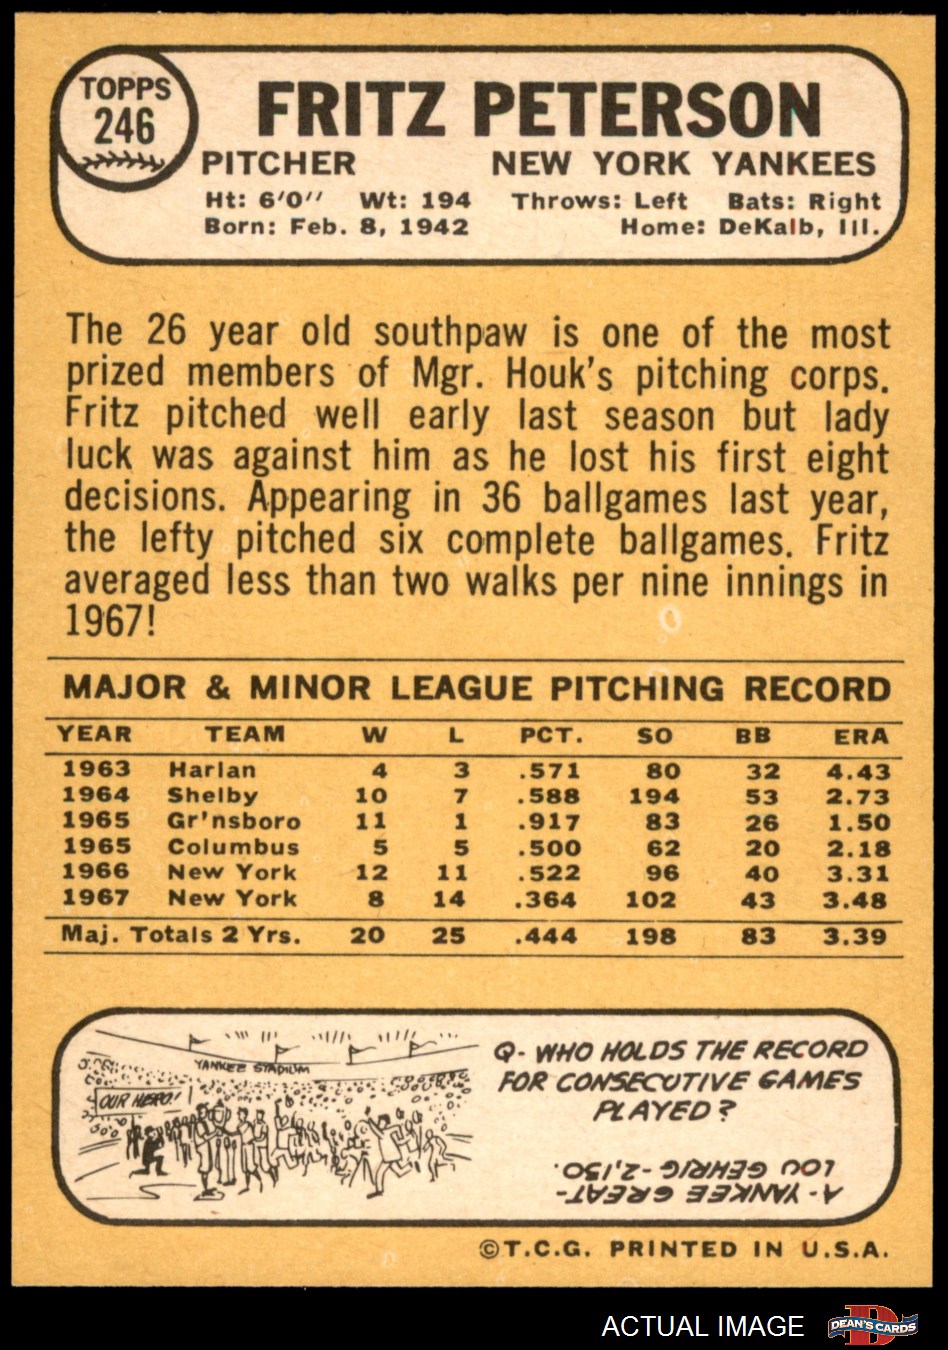 TOPPS
246
FRITZ PETERSON
PITCHER NEW YORK YANKEES
Ht: 6'0'' Wt: 194 Throws: Left Bats: Right
Born: Feb. 8, 1942 Home: DeKalb, Ill.
The 26 year old southpaw is one of the most
prized members of Mgr. Houk's pitching corps.
Fritz pitched well early last season but lady
luck was against him as he lost his first eight
decisions. Appearing in 36 ballgames last year,
the lefty pitched six complete ballgames. Fritz
averaged less than two walks per nine innings in
1967!
MAJOR & MINOR LEAGUE PITCHING RECORD
YEAR TEAM W L PCT. SO BB ERA
1963 Harlan 4 3 .571 80 32 4.43
1964 Shelby 10 7 .588 194 53 2.73
1965 Gr'nsboro 11 1 .917 83 26 1.50
1965 Columbus 5 5 .500 62 20 2.18
1966 New York 12 11 .522 96 40 3.31
1967 New York 8 14 .364 102 43 3.48
Maj. Totals 2 Yrs. 20 25 .444 198 83 3.39
YANKEE STADIUM
OUR HERO!
Q- WHO HOLDS THE RECORD
FOR CONSECUTIVE GAMES
PLAYED?
A- YANKEE GREAT-
LOU GEHRIG-2,130.
©T.C.G. PRINTED IN U.S.A.
ACTUAL IMAGE
D
DEAN'S CARDS